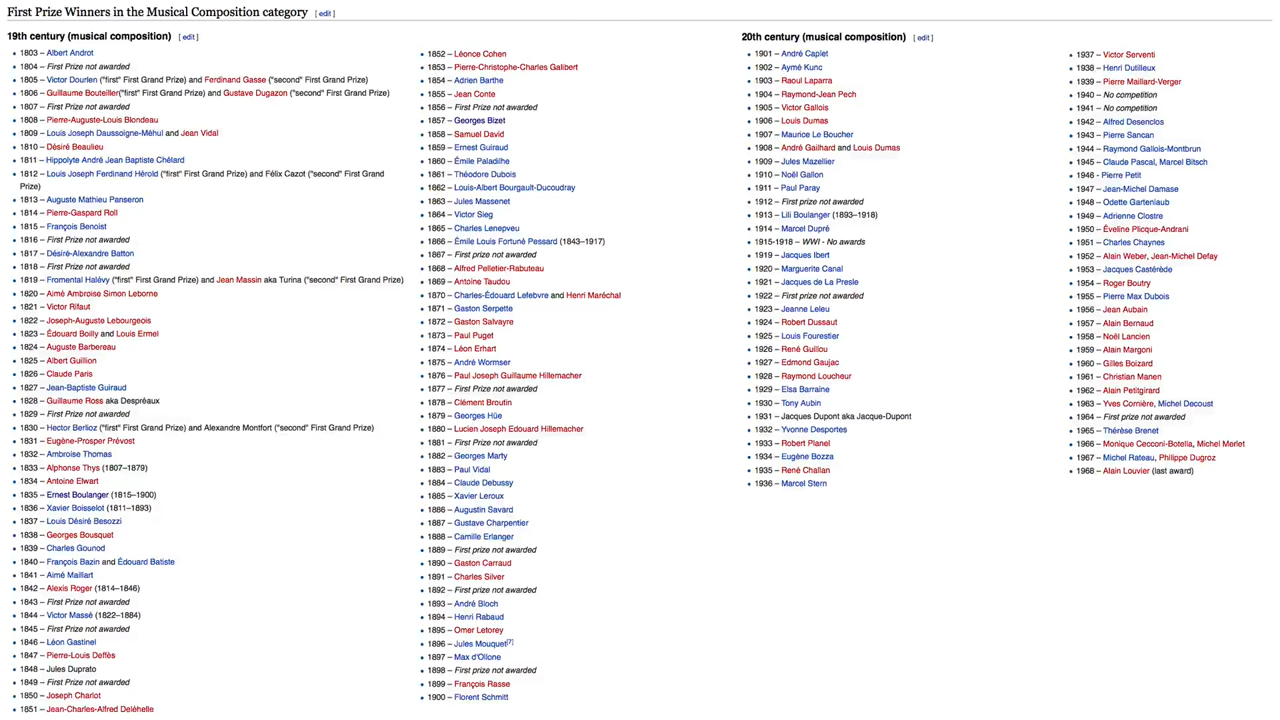 First Prize Winners in the Musical Composition category [ edit ]
19th century (musical composition) [ edit ]
1803 – Albert Androt
1804 – First Prize not awarded
1805 – Victor Dourlen ("first" First Grand Prize) and Ferdinand Gasse ("second" First Grand Prize)
1806 – Guillaume Bouteiller("first" First Grand Prize) and Gustave Dugazon ("second" First Grand Prize)
1807 – First Prize not awarded
1808 – Pierre-Auguste-Louis Blondeau
1809 – Louis Joseph Daussoigne-Méhul and Jean Vidal
1810 – Désiré Beaulieu
1811 – Hippolyte André Jean Baptiste Chélard
1812 – Louis Joseph Ferdinand Hérold ("first" First Grand Prize) and Félix Cazot ("second" First Grand
Prize)
1813 – Auguste Mathieu Panseron
1814 – Pierre-Gaspard Roll
1815 – François Benoist
1816 – First Prize not awarded
1817 – Désiré-Alexandre Batton
1818 – First Prize not awarded
1819 – Fromental Halévy ("first" First Grand Prize) and Jean Massin aka Turina ("second" First Grand Prize)
1820 – Aimé Ambroise Simon Leborne
1821 – Victor Rifaut
1822 – Joseph-Auguste Lebourgeois
1823 – Édouard Boilly and Louis Ermel
1824 – Auguste Barbereau
1825 – Albert Guillion
1826 – Claude Paris
1827 – Jean-Baptiste Guiraud
1828 – Guillaume Ross aka Despréaux
1829 – First Prize not awarded
1830 – Hector Berlioz ("first" First Grand Prize) and Alexandre Montfort ("second" First Grand Prize)
1831 – Eugène-Prosper Prévost
1832 – Ambroise Thomas
1833 – Alphonse Thys (1807–1879)
1834 – Antoine Elwart
1835 – Ernest Boulanger (1815–1900)
1836 – Xavier Boisselot (1811–1893)
1837 – Louis Désiré Besozzi
1838 – Georges Bousquet
1839 – Charles Gounod
1840 – François Bazin and Édouard Batiste
1841 – Aimé Maillart
1842 – Alexis Roger (1814–1846)
1843 – First Prize not awarded
1844 – Victor Massé (1822–1884)
1845 – First Prize not awarded
1846 – Léon Gastinel
1847 – Pierre-Louis Deffès
1848 – Jules Duprato
1849 – First Prize not awarded
1850 – Joseph Charlot
1851 – Jean-Charles-Alfred Deléhelle
1852 – Léonce Cohen
1853 – Pierre-Christophe-Charles Galibert
1854 – Adrien Barthe
1855 – Jean Conte
1856 – First Prize not awarded
1857 – Georges Bizet
1858 – Samuel David
1859 – Ernest Guiraud
1860 – Émile Paladilhe
1861 – Théodore Dubois
1862 – Louis-Albert Bourgault-Ducoudray
1863 – Jules Massenet
1864 – Victor Sieg
1865 – Charles Lenepveu
1866 – Émile Louis Fortuné Pessard (1843–1917)
1867 – First Prize not awarded
1868 – Alfred Pelletier-Rabuteau
1869 – Antoine Taudou
1870 – Charles-Édouard Lefebvre and Henri Maréchal
1871 – Gaston Serpette
1872 – Gaston Salvayre
1873 – Paul Puget
1874 – Léon Erhart
1875 – André Wormser
1876 – Paul Joseph Guillaume Hillemacher
1877 – First Prize not awarded
1878 – Clément Broutin
1879 – Georges Hüe
1880 – Lucien Joseph Edouard Hillemacher
1881 – First Prize not awarded
1882 – Georges Marty
1883 – Paul Vidal
1884 – Claude Debussy
1885 – Xavier Leroux
1886 – Augustin Savard
1887 – Gustave Charpentier
1888 – Camille Erlanger
1889 – First prize not awarded
1890 – Gaston Carraud
1891 – Charles Silver
1892 – First prize not awarded
1893 – André Bloch
1894 – Henri Rabaud
1895 – Omer Letorey
1896 – Jules Mouquet[7]
1897 – Max d'Ollone
1898 – First prize not awarded
1899 – François Rasse
1900 – Florent Schmitt
20th century (musical composition) [ edit ]
1901 – André Caplet
1902 – Aymé Kunc
1903 – Raoul Laparra
1904 – Raymond-Jean Pech
1905 – Victor Gallois
1906 – Louis Dumas
1907 – Maurice Le Boucher
1908 – André Gailhard and Louis Dumas
1909 – Jules Mazellier
1910 – Noël Gallon
1911 – Paul Paray
1912 – First prize not awarded
1913 – Lili Boulanger (1893–1918)
1914 – Marcel Dupré
1915-1918 – WWI - No awards
1919 – Jacques Ibert
1920 – Marguerite Canal
1921 – Jacques de La Presle
1922 – First prize not awarded
1923 – Jeanne Leleu
1924 – Robert Dussaut
1925 – Louis Fourestier
1926 – René Guillou
1927 – Edmond Gaujac
1928 – Raymond Loucheur
1929 – Elsa Barraine
1930 – Tony Aubin
1931 – Jacques Dupont aka Jacque-Dupont
1932 – Yvonne Desportes
1933 – Robert Planel
1934 – Eugène Bozza
1935 – René Challan
1936 – Marcel Stern
1937 – Victor Serventi
1938 – Henri Dutilleux
1939 – Pierre Maillard-Verger
1940 – No competition
1941 – No competition
1942 – Alfred Desenclos
1943 – Pierre Sancan
1944 – Raymond Gallois-Montbrun
1945 – Claude Pascal, Marcel Bitsch
1946 - Pierre Petit
1947 – Jean-Michel Damase
1948 – Odette Gartenlaub
1949 – Adrienne Clostre
1950 – Éveline Plicque-Andrani
1951 – Charles Chaynes
1952 – Alain Weber, Jean-Michel Defay
1953 – Jacques Castérède
1954 – Roger Boutry
1955 – Pierre Max Dubois
1956 – Jean Aubain
1957 – Alain Bernaud
1958 – Noël Lancien
1959 – Alain Margoni
1960 – Gilles Boizard
1961 – Christian Manen
1962 – Alain Petitgirard
1963 – Yves Cornière, Michel Decoust
1964 – First prize not awarded
1965 – Thérèse Brenet
1966 – Monique Cecconi-Botella, Michel Merlet
1967 – Michel Rateau, Philippe Dugroz
1968 – Alain Louvier (last award)